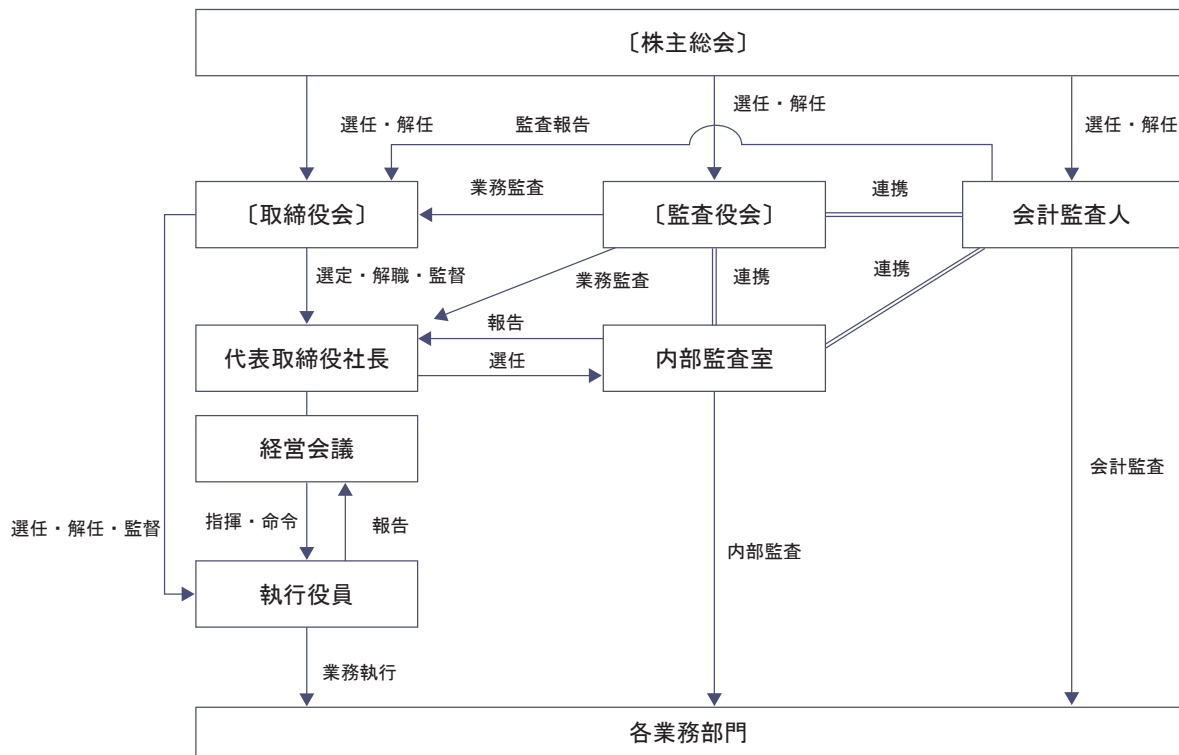 〔株主総会〕
選任・解任
監査報告
選任・解任
選任・解任
〔取締役会〕
業務監査
〔監査役会〕
連携
会計監査人
選定・解職・監督
業務監査
連携
連携
代表取締役社長
報告
選任
内部監査室
経営会議
会計監査
選任・解任・監督
指揮・命令
報告
内部監査
執行役員
業務執行
各業務部門